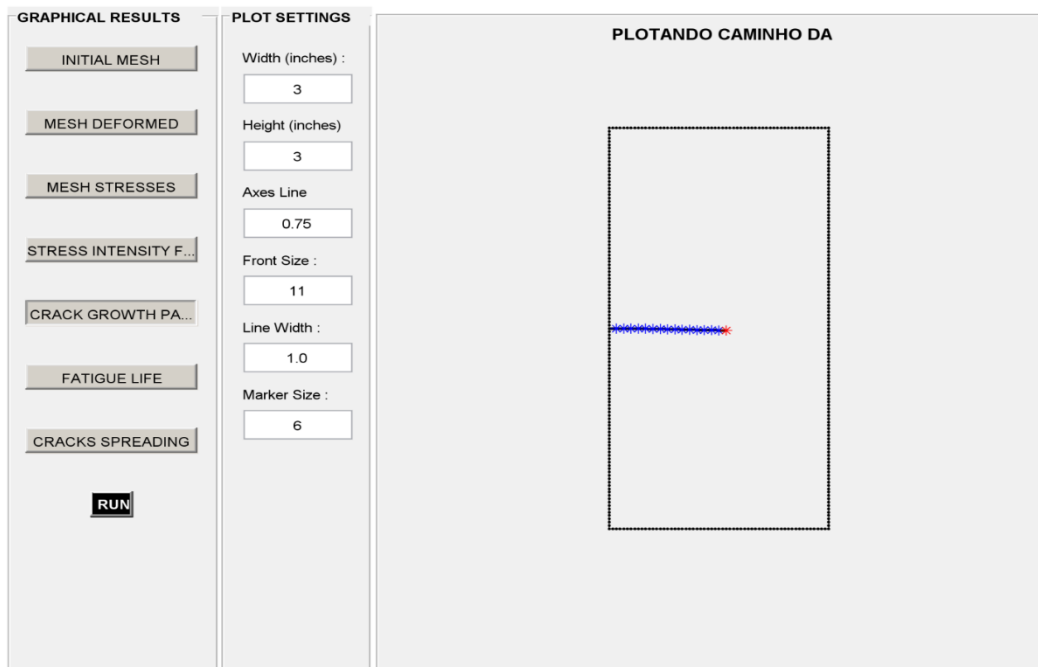 GRAPHICAL RESULTS
INITIAL MESH
MESH DEFORMED
MESH STRESSES
STRESS INTENSITY F...
CRACK GROWTH PA...
FATIGUE LIFE
CRACKS SPREADING
RUN
PLOT SETTINGS
Width (inches) :
3
Height (inches)
3
Axes Line
0.75
Front Size :
11
Line Width :
1.0
Marker Size :
6
PLOTANDO CAMINHO DA